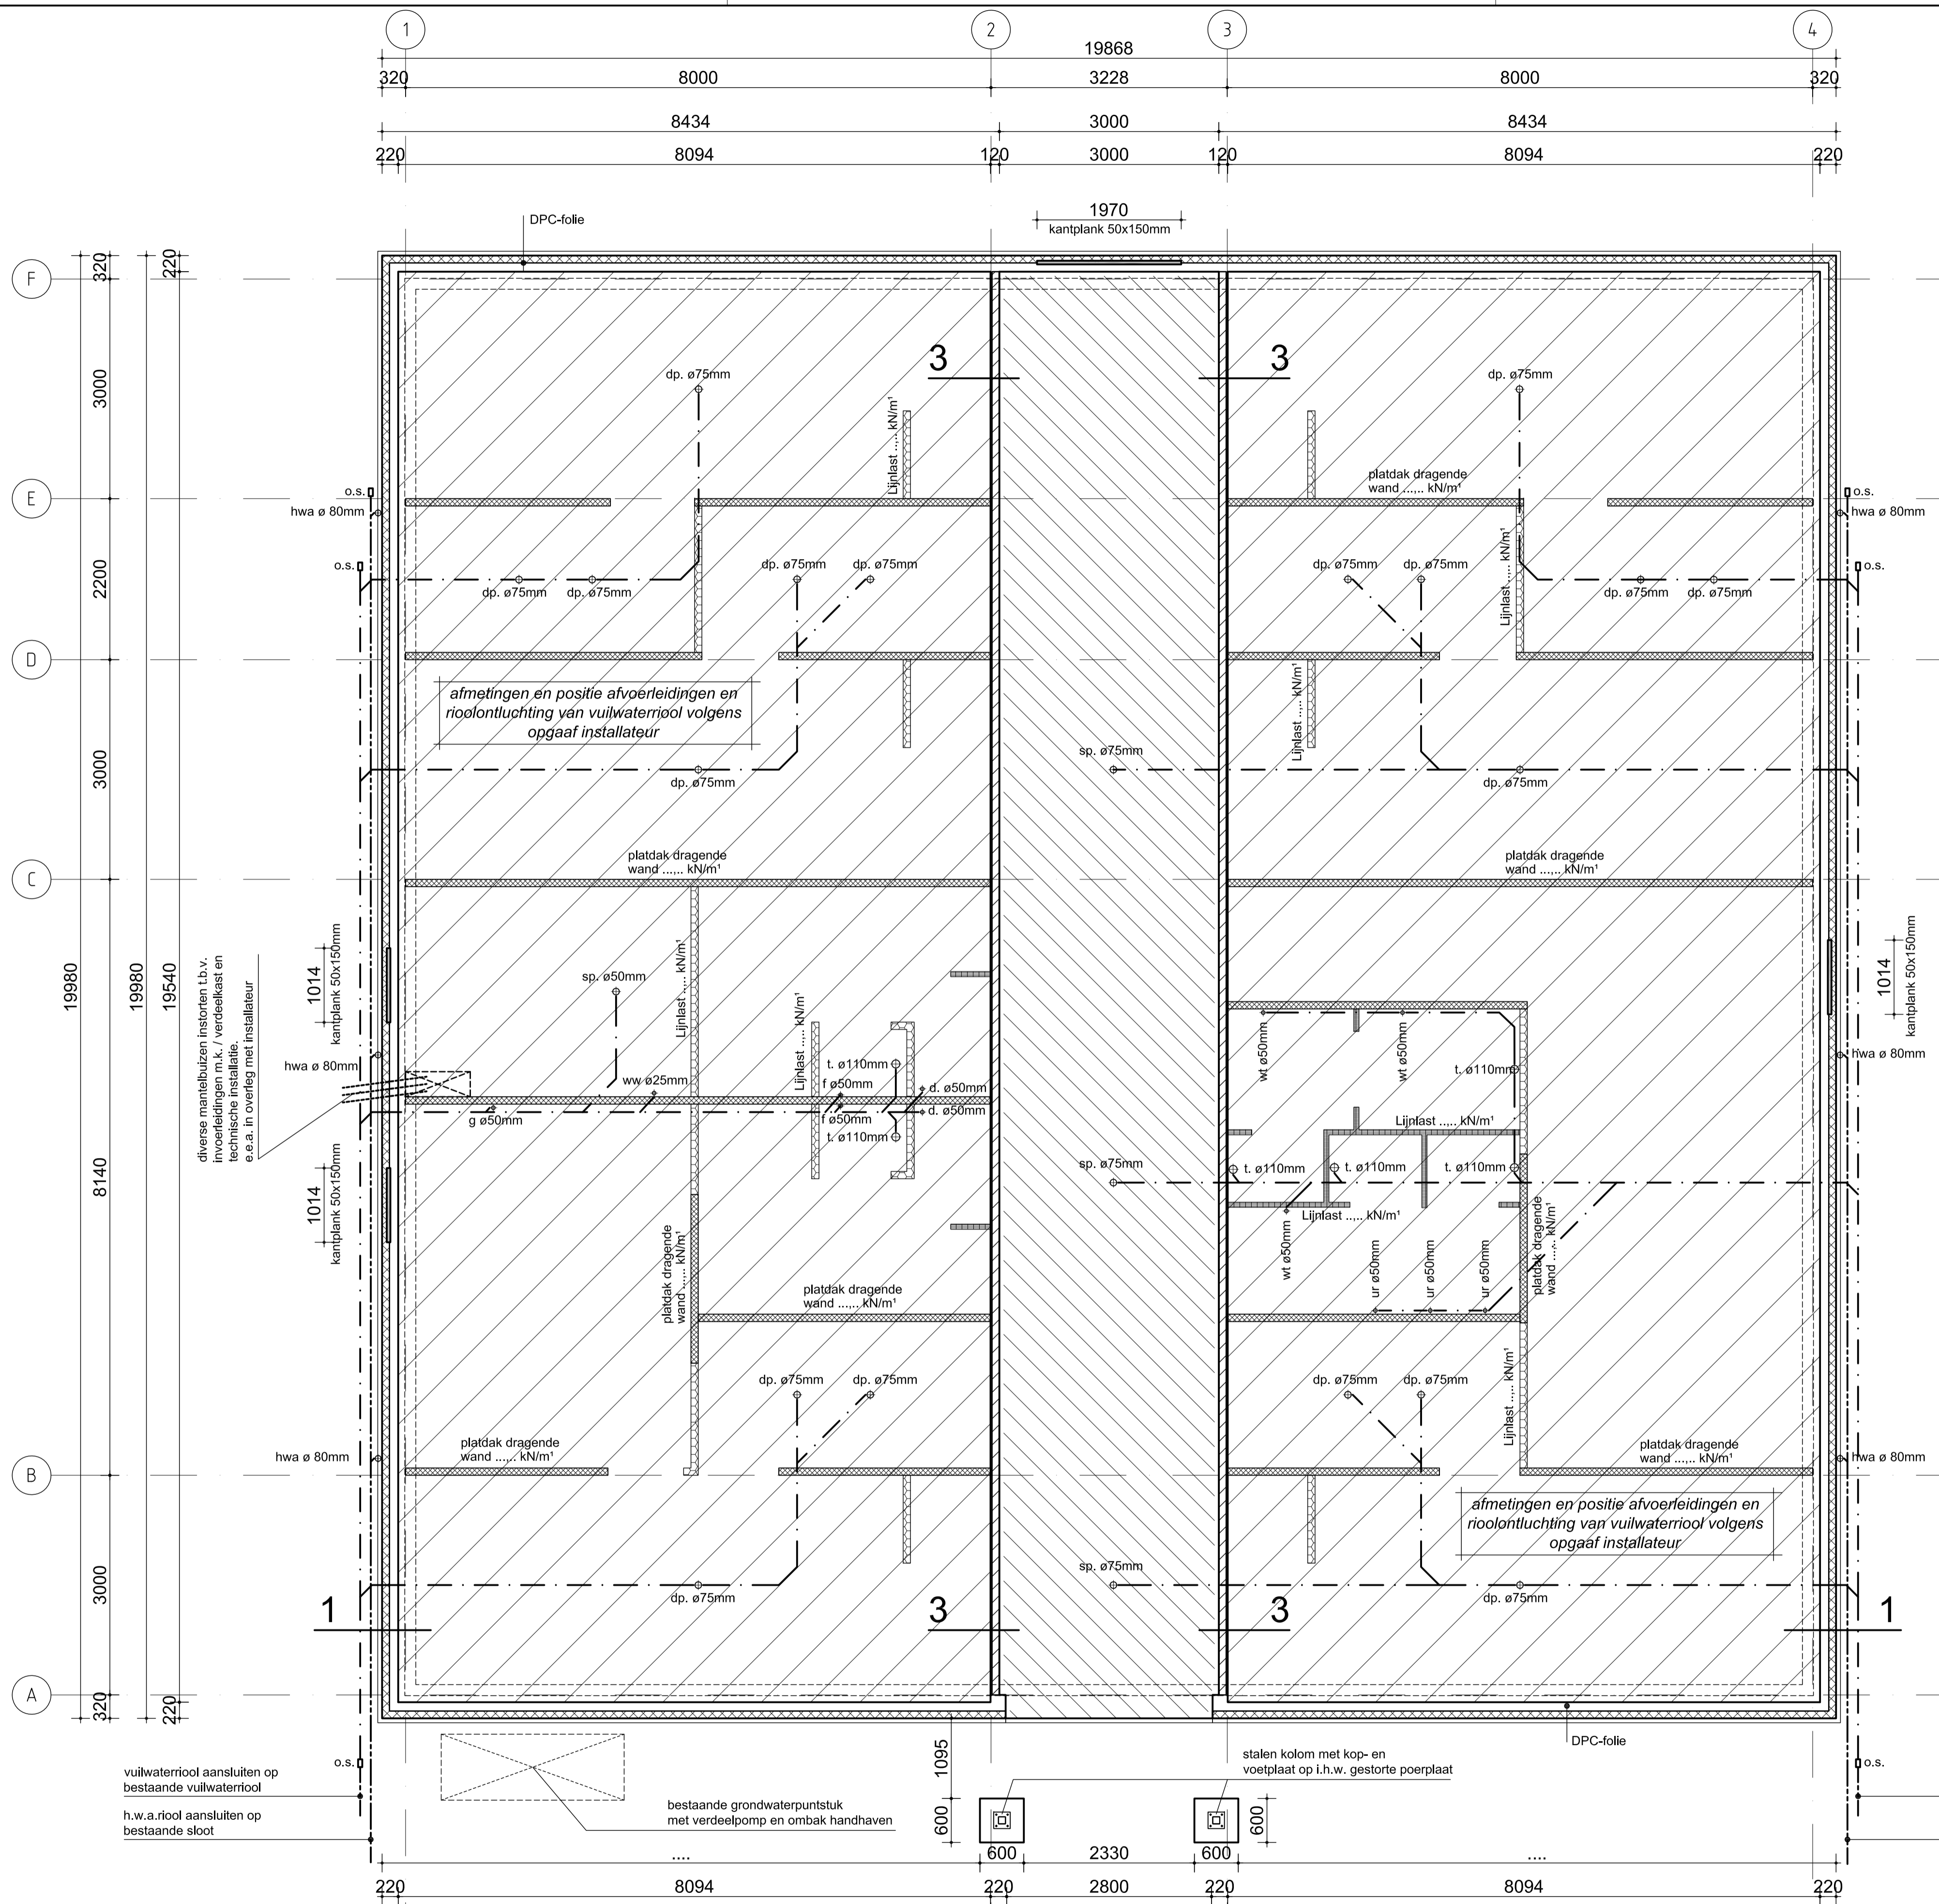 1 2 3 4
19868
320 8000 3228 8000 320
8434 3000 8434
220 8094 120 3000 120 8094 220
1970
kantplank 50x150mm
DPC-folie
F
E
D
C
B
A
320
3000
2200
3000
8140
3000
320
19980
19980
220
19540
220
3 3
dp. ø75mm
dp. ø75mm
Lijnlast ..,.. kN/m¹
platdak dragende
wand ...,.. kN/m¹
o.s.
hwa ø 80mm
o.s.
hwa ø 80mm
o.s.
o.s.
dp. ø75mm
dp. ø75mm
dp. ø75mm
dp. ø75mm
dp. ø75mm
dp. ø75mm
Lijnlast ..,.. kN/m¹
dp. ø75mm
dp. ø75mm
afmetingen en positie afvoerleidingen en
rioolontluchting van vuilwaterriool volgens
opgaaf installateur
Lijnlast ..,.. kN/m¹
sp. ø75mm
dp. ø75mm
dp. ø75mm
platdak dragende
wand ...,.. kN/m¹
platdak dragende
wand ...,.. kN/m¹
diverse mantelbuizen instorten t.b.v.
invoerleidingen m.k. / verdeelkast en
technische installatie.
e.e.a. in overleg met installateur
1014
kantplank 50x150mm
hwa ø 80mm
1014
kantplank 50x150mm
sp. ø50mm
Lijnlast ..,.. kN/m¹
Lijnlast ..,.. kN/m¹
ww ø25mm
g ø50mm
t. ø110mm
f ø50mm
d. ø50mm
f ø50mm
d. ø50mm
t. ø110mm
wt ø50mm
wt ø50mm
t. ø110mm
Lijnlast ..,.. kN/m¹
1014
kantplank 50x150mm
hwa ø 80mm
sp. ø75mm
t. ø110mm
t. ø110mm
t. ø110mm
Lijnlast ..,.. kN/m¹
wt ø50mm
ur ø50mm
ur ø50mm
ur ø50mm
platdak dragende
wand ...,.. kN/m¹
platdak dragende
wand ...,.. kN/m¹
platdak dragende
wand ...,.. kN/m¹
Lijnlast ..,.. kN/m¹
dp. ø75mm
dp. ø75mm
dp. ø75mm
dp. ø75mm
hwa ø 80mm
platdak dragende
wand ...,.. kN/m¹
platdak dragende
wand ...,.. kN/m¹
hwa ø 80mm
afmetingen en positie afvoerleidingen en
rioolontluchting van vuilwaterriool volgens
opgaaf installateur
sp. ø75mm
dp. ø75mm
dp. ø75mm
1 3 3 1
DPC-folie
o.s.
o.s.
vuilwaterriool aansluiten op
bestaande vuilwaterriool
h.w.a.riool aansluiten op
bestaande sloot
bestaande grondwaterputstuk
met verdeelpomp en ombak handhaven
stalen kolom met kop- en
voetplaat op i.h.w. gestorte poerplaat
1095
600
600
.... 600 2330 600 ....
220 8094 220 2800 220 8094 220